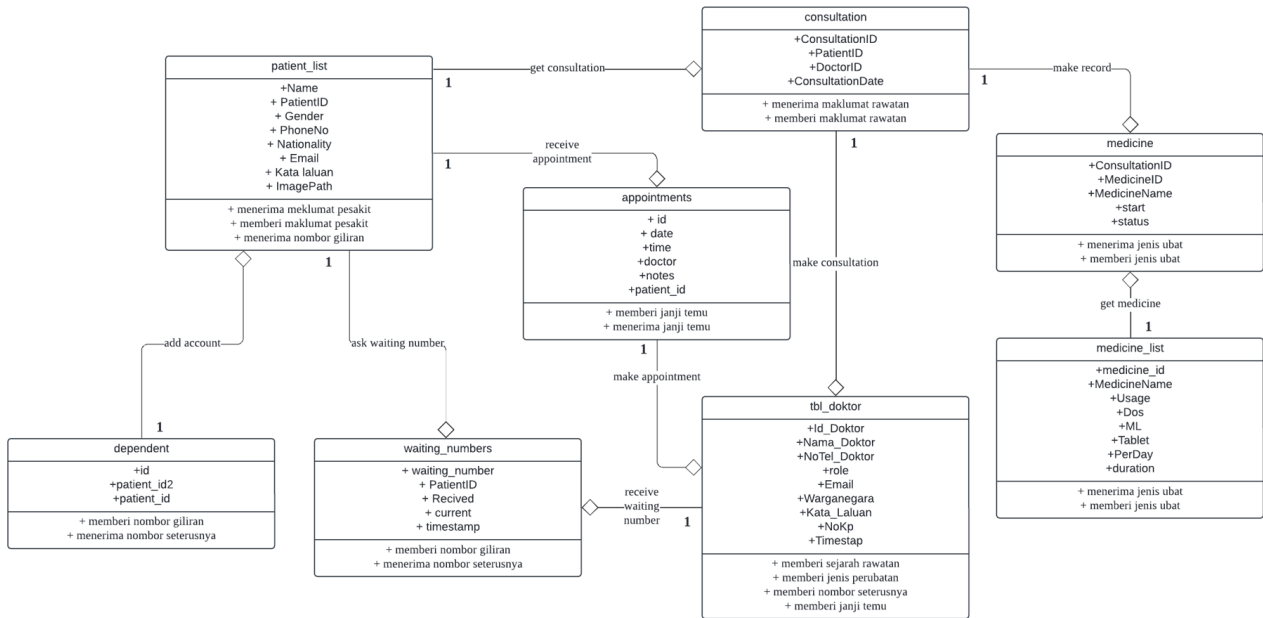 consultation
+ConsultationID
+PatientID
+DoctorID
+ConsultationDate
+ menerima maklumat rawatan
+ memberi maklumat rawatan
1
patient_list
+Name
+ PatientID
+ Gender
+ PhoneNo
+ Nationality
+ Email
+ Kata laluan
+ ImagePath
+ menerima meklumat pesakit
+ memberi maklumat pesakit
+ menerima nombor giliran
1
get consultation
1
receive
appointment
1
1
make record
medicine
+ConsultationID
+MedicineID
+MedicineName
+start
+status
+ menerima jenis ubat
+ memberi jenis ubat
appointments
+ id
+ date
+time
+doctor
+notes
+patient_id
+ memberi janji temu
+ menerima janji temu
1
make consultation
get medicine
1
add account
ask waiting number
make appointment
medicine_list
+medicine_id
+MedicineName
+Usage
+Dos
+ML
+Tablet
+PerDay
+duration
+ menerima jenis ubat
+ memberi jenis ubat
1
dependent
+id
+patient_id2
+patient_id
+ memberi nombor giliran
+ menerima nombor seterusnya
waiting_numbers
+ waiting_number
+ PatientID
+ Recived
+ current
+ timestamp
+ memberi nombor giliran
+ menerima nombor seterusnya
receive
waiting
number
1
tbl_doktor
+Id_Doktor
+Nama_Doktor
+NoTel_Doktor
+role
+Email
+Warganegara
+Kata_Laluan
+NoKp
+Timestap
+ memberi sejarah rawatan
+ memberi jenis perubatan
+ memberi nombor seterusnya
+ memberi janji temu